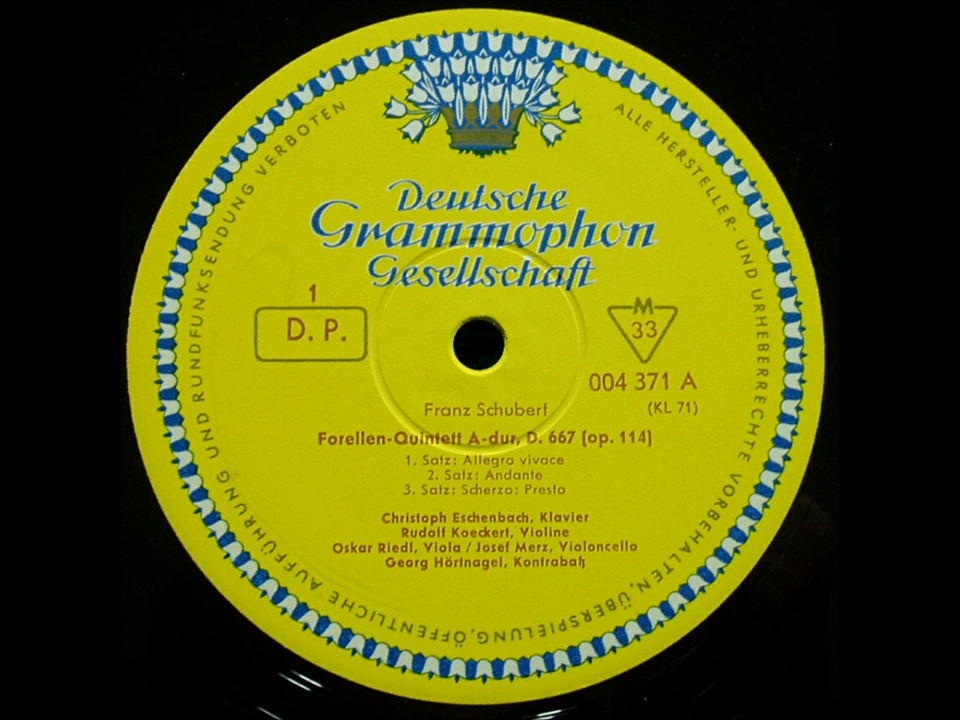 Deutsche
Grammophon
Gesellschaft
1
D. P.
M
33
004 371 A
(KL 71)
Franz Schubert
Forellen-Quintett A-dur, D. 667 (op. 114)
1. Satz: Allegro vivace
2. Satz: Andante
3. Satz: Scherzo: Presto
Christoph Eschenbach, Klavier
Rudolf Koeckert, Violine
Oskar Riedl, Viola / Josef Merz, Violoncello
Georg Hörtnagel, Kontrabaß
ALLE HERSTELLER- UND URHEBERRECHTE VORBEHALTEN, ÜBERSPIELUNG, ÖFFENTLICHE AUFFÜHRUNG UND RUNDFUNKSENDUNG VERBOTEN